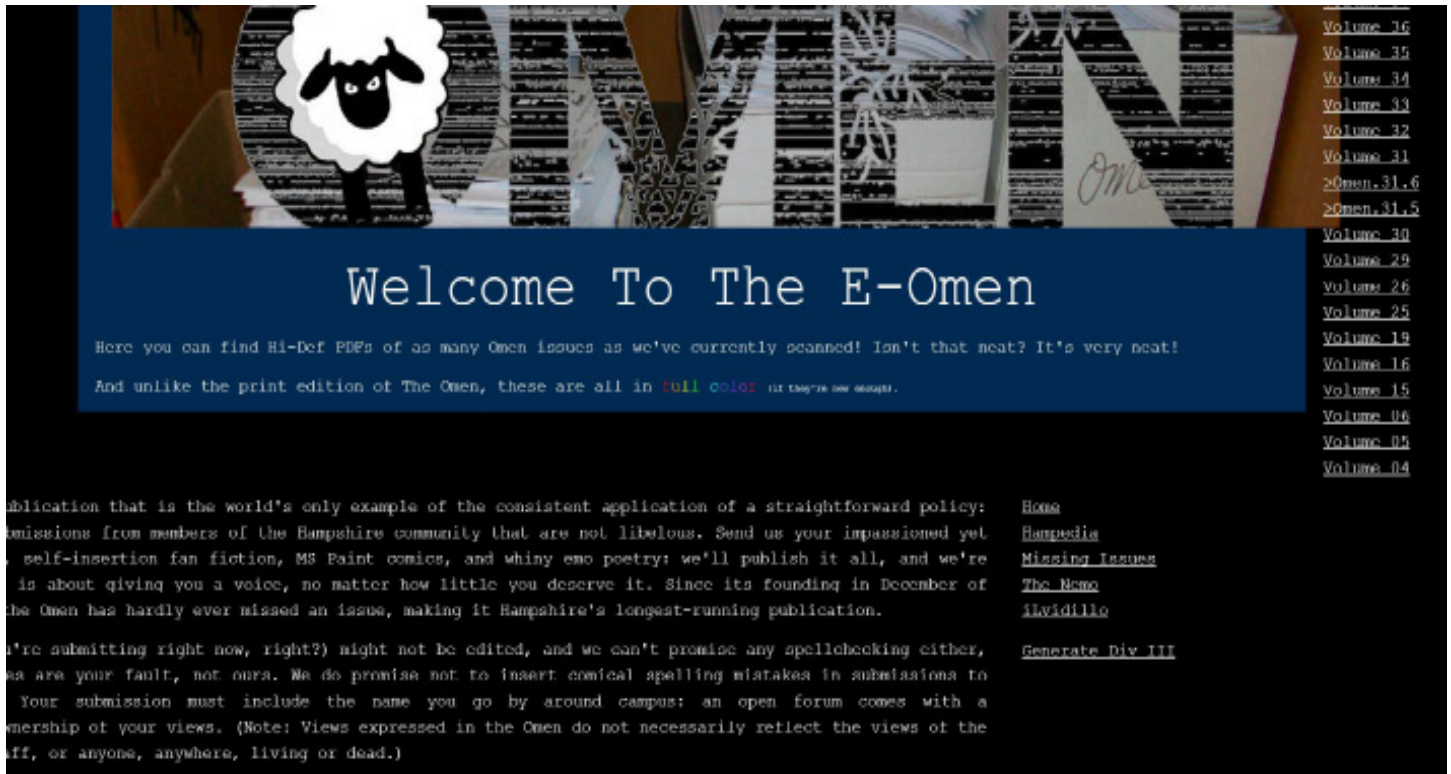 OMEN
Ome
Welcome To The E-Omen
Here you can find Hi-Def PDFs of as many Omen issues as we've currently scanned! Isn't that neat? It's very neat!
And unlike the print edition of The Omen, these are all in full color (if they're new enough).
Volume 36
Volume 35
Volume 34
Volume 33
Volume 32
Volume 31
>Omen.31.6
>Omen.31.5
Volume 30
Volume 29
Volume 26
Volume 25
Volume 19
Volume 16
Volume 15
Volume 06
Volume 05
Volume 04
ublication that is the world's only example of the consistent application of a straightforward policy:
bmissions from members of the Hampshire community that are not libelous. Send us your impassioned yet
, self-insertion fan fiction, MS Paint comics, and whiny emo poetry: we'll publish it all, and we're
is about giving you a voice, no matter how little you deserve it. Since its founding in December of
the Omen has hardly ever missed an issue, making it Hampshire's longest-running publication.
u're submitting right now, right?) might not be edited, and we can't promise any spellchecking either,
es are your fault, not ours. We do promise not to insert comical spelling mistakes in submissions to
Your submission must include the name you go by around campus: an open forum comes with a
wnership of your views. (Note: Views expressed in the Omen do not necessarily reflect the views of the
aff, or anyone, anywhere, living or dead.)
Home
Hampedia
Missing Issues
The Nemo
iLvidillo
Generate Div III